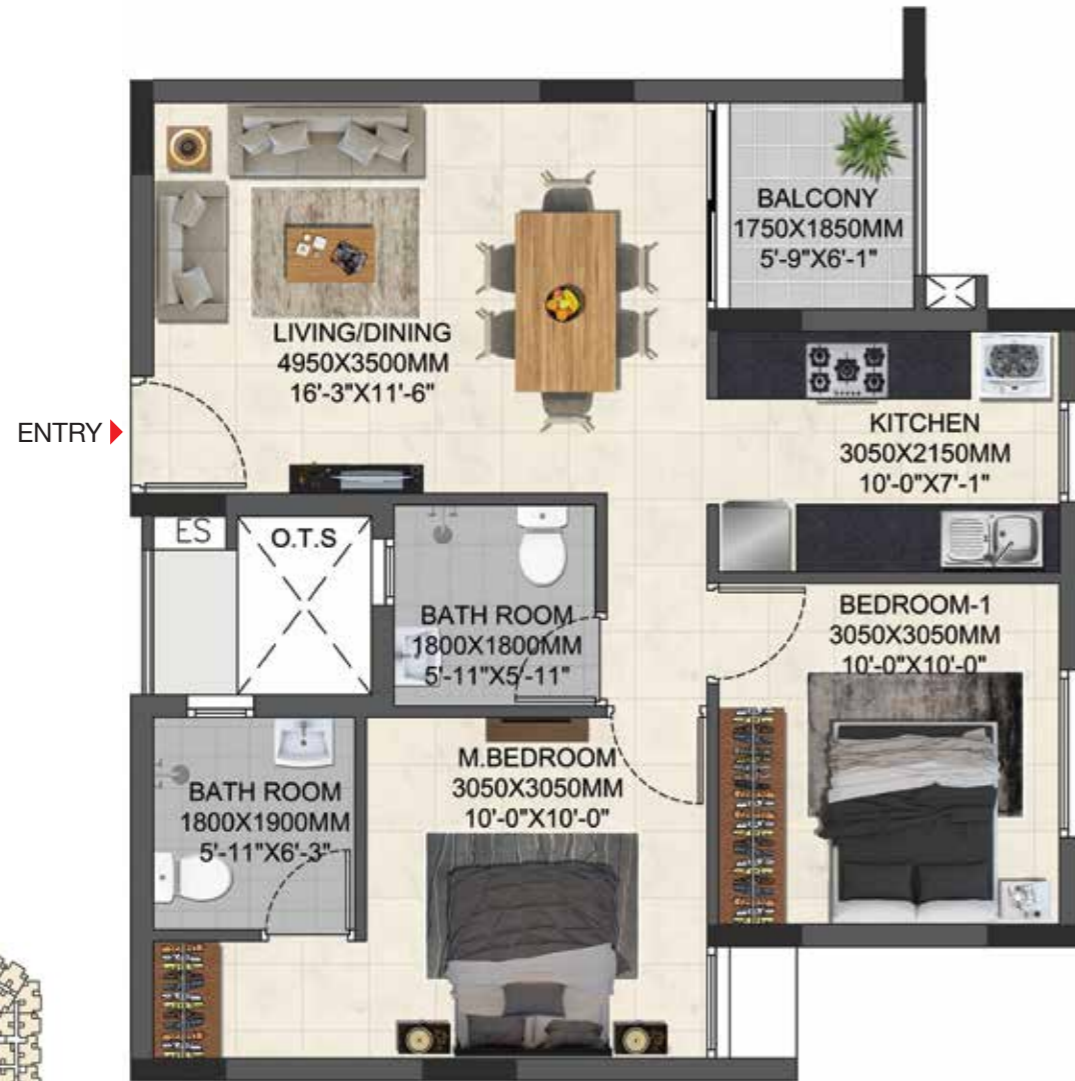 BALCONY
1750X1850MM
5'-9"X6'-1"
LIVING/DINING
4950X3500MM
16'-3"X11'-6"
ENTRY
KITCHEN
3050X2150MM
10'-0"X7'-1"
ES
O.T.S
BATH ROOM
1800X1800MM
5'-11"X5'-11"
BEDROOM-1
3050X3050MM
10'-0"X10'-0"
M.BEDROOM
3050X3050MM
10'-0"X10'-0"
BATH ROOM
1800X1900MM
5'-11"X6'-3"